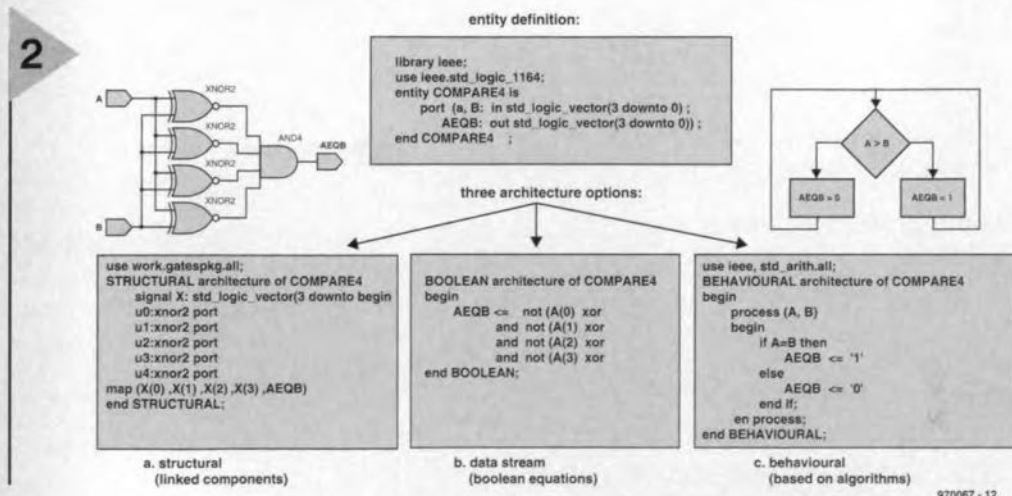 2
entity definition:
library ieee;
use ieee.std_logic_1164;
entity COMPARE4 is
port (a, B: in std_logic_vector(3 downto 0) ;
AEQB: out std_logic_vector(3 downto 0)) ;
end COMPARE4 ;
XNOR2
A
XNOR2
AND4
AEQB
XNOR2
XNOR2
B
A > B
AEQB = 0
AEQB = 1
three architecture options:
use work.gatespkg.all;
STRUCTURAL architecture of COMPARE4
signal X: std_logic_vector(3 downto begin
u0:xnor2 port
u1:xnor2 port
u2:xnor2 port
u3:xnor2 port
u4:xnor2 port
map (X(0) ,X(1) ,X(2) ,X(3) ,AEQB)
end STRUCTURAL;
a. structural
(linked components)
BOOLEAN architecture of COMPARE4
begin
AEQB <= not (A(0) xor
and not (A(1) xor
and not (A(2) xor
and not (A(3) xor
end BOOLEAN;
b. data stream
(boolean equations)
use ieee, std_arith.all;
BEHAVIOURAL architecture of COMPARE4
begin
process (A, B)
begin
if A=B then
AEQB <= '1'
else
AEQB <= '0'
end if;
en process;
end BEHAVIOURAL;
c. behavioural
(based on algorithms)
970067 - 12